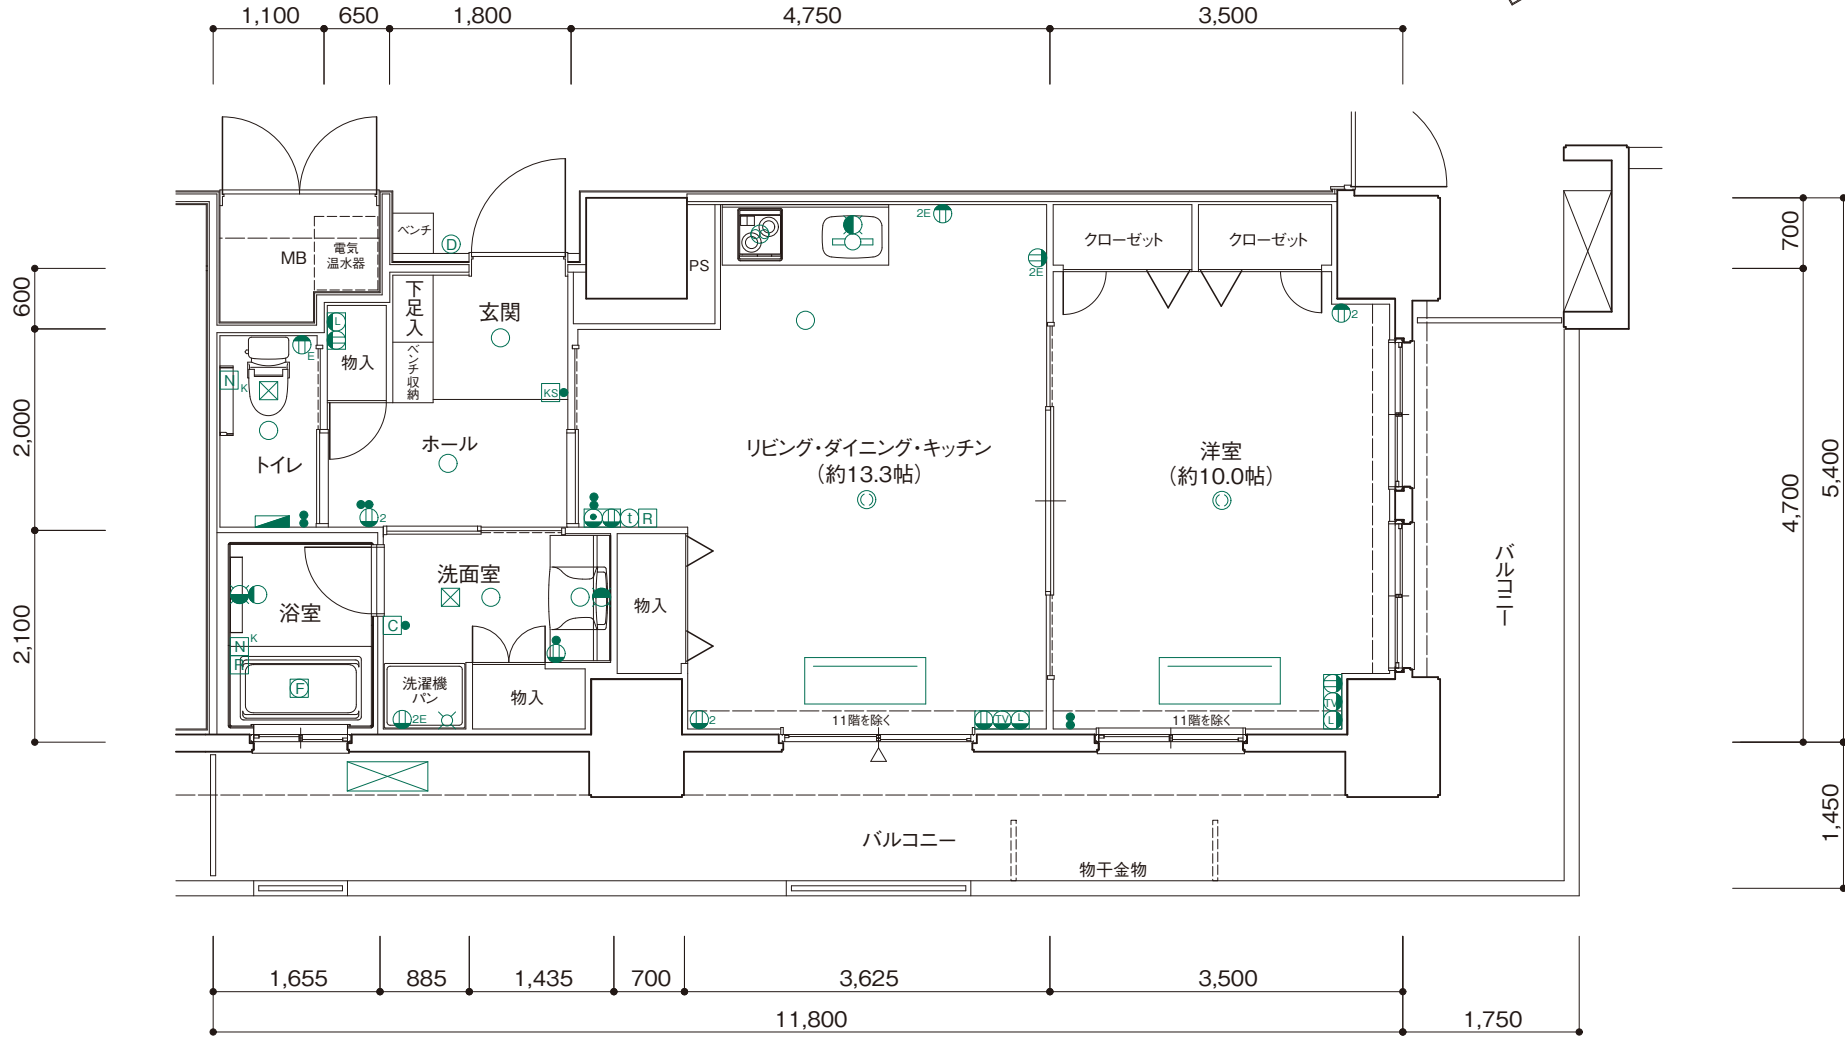 1,100
650
1,800
4,750
3,500
ベンチ
D
MB
電気
温水器
PS
2E
2E
クローゼット
クローゼット
700
600
下足入
玄関
L
2
E
物入
ベンチ収納
N
K
KS
2,000
ホール
トイレ
リビング・ダイニング・キッチン
(約13.3帖)
洋室
(約10.0帖)
5,400
4,700
2
t
R
洗面室
浴室
物入
C
バルコニー
2,100
N
K
R
F
洗濯機
パン
2E
物入
2
11階を除く
TV
L
11階を除く
TV
L
1,450
バルコニー
物干金物
1,655
885
1,435
700
3,625
3,500
11,800
1,750